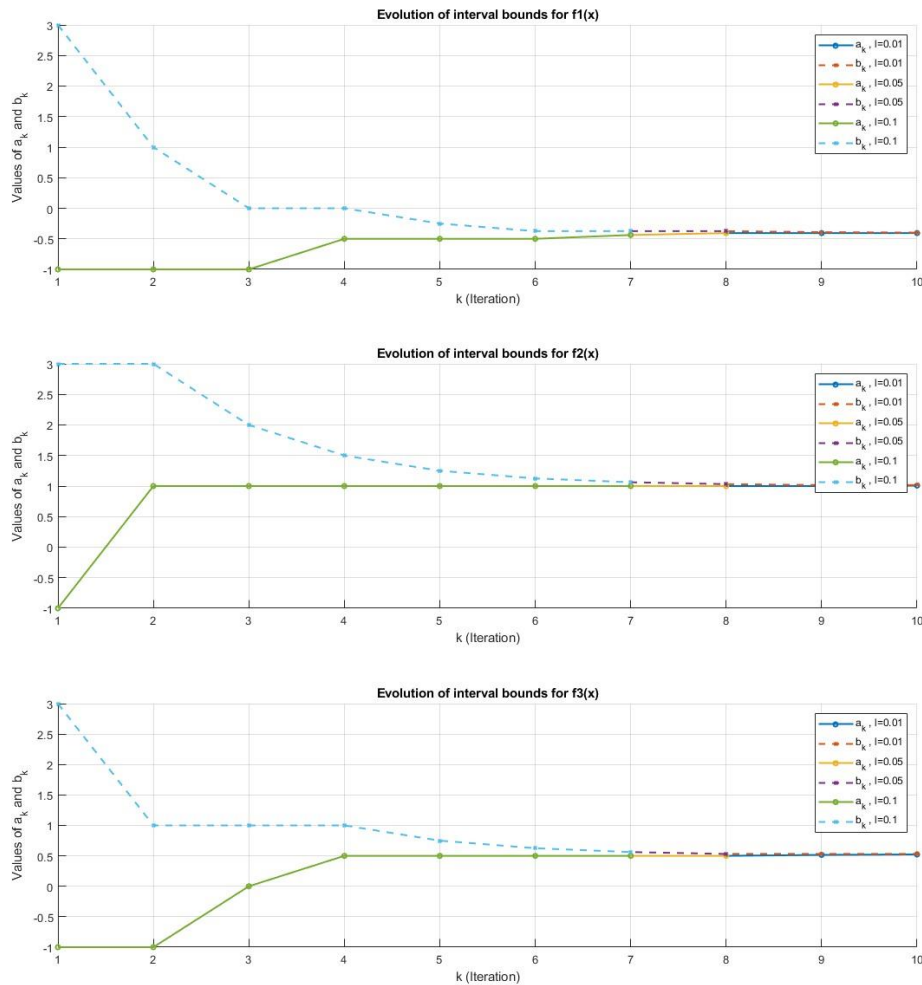 Evolution of interval bounds for f1(x)
Values of a_k and b_k
3
2.5
2
1.5
1
0.5
0
-0.5
-1
1 2 3 4 5 6 7 8 9 10
k (Iteration)
a_k , l=0.01
b_k , l=0.01
a_k , l=0.05
b_k , l=0.05
a_k , l=0.1
b_k , l=0.1
Evolution of interval bounds for f2(x)
Values of a_k and b_k
3
2.5
2
1.5
1
0.5
0
-0.5
-1
1 2 3 4 5 6 7 8 9 10
k (Iteration)
a_k , l=0.01
b_k , l=0.01
a_k , l=0.05
b_k , l=0.05
a_k , l=0.1
b_k , l=0.1
Evolution of interval bounds for f3(x)
Values of a_k and b_k
3
2.5
2
1.5
1
0.5
0
-0.5
-1
1 2 3 4 5 6 7 8 9 10
k (Iteration)
a_k , l=0.01
b_k , l=0.01
a_k , l=0.05
b_k , l=0.05
a_k , l=0.1
b_k , l=0.1